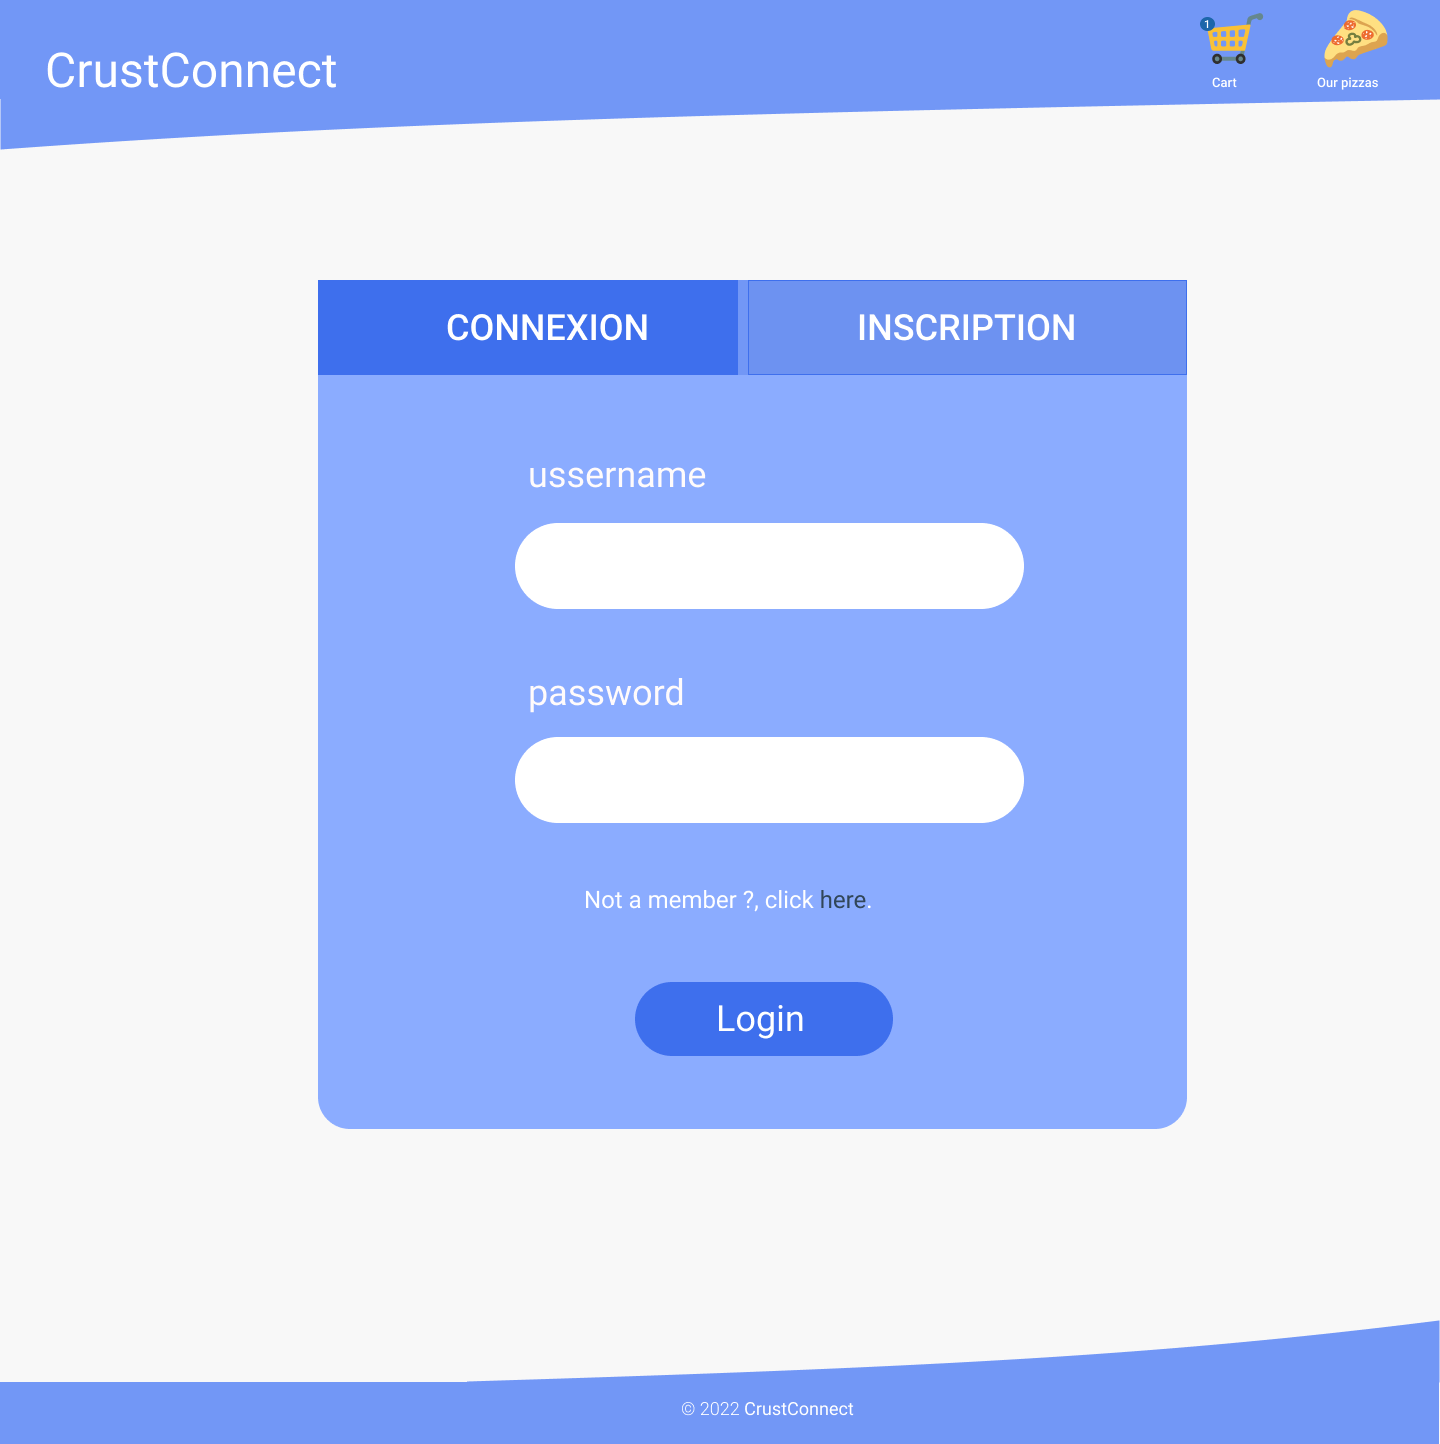 CrustConnect
1
Cart
Our pizzas
CONNEXION
INSCRIPTION
ussername
password
Not a member ?, click here.
Login
© 2022 CrustConnect